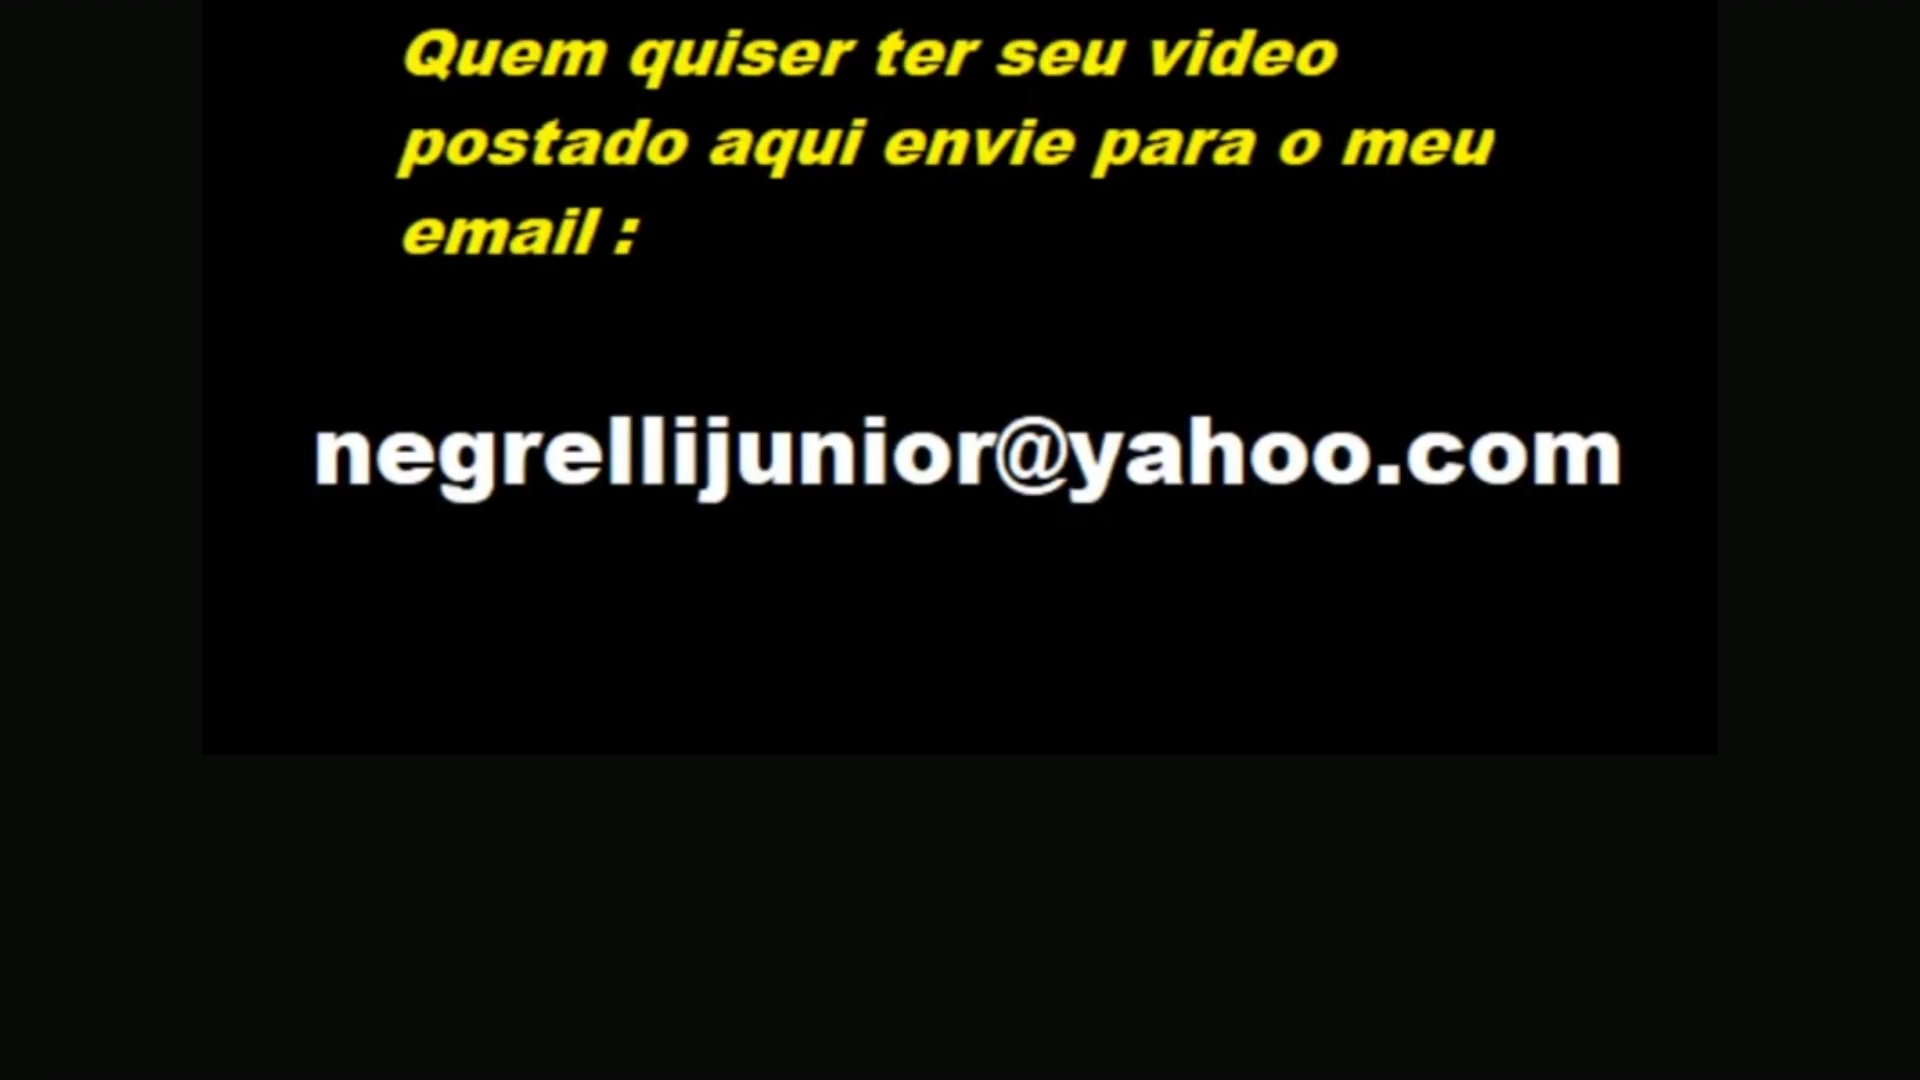 Quem quiser ter seu video
postado aqui envie para o meu
email :
negrellijunior@yahoo.com